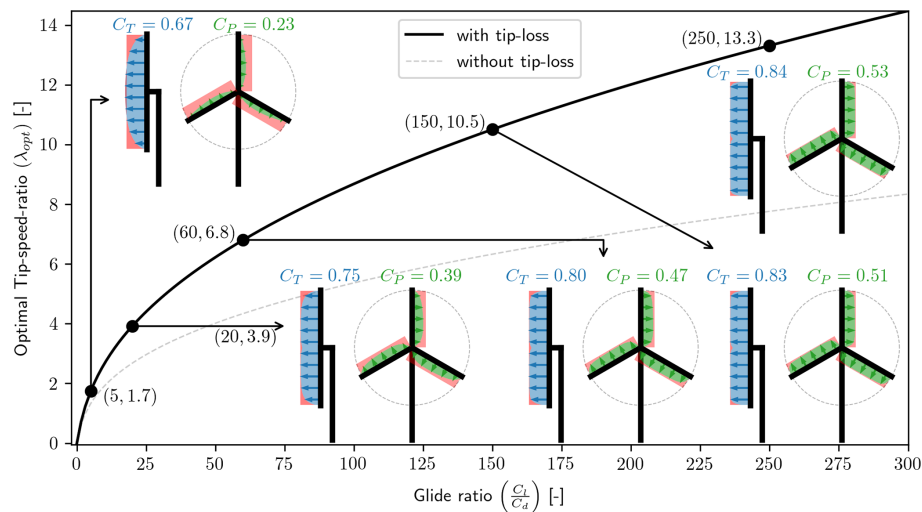 14
12
10
8
6
4
2
0
Optimal Tip-speed-ratio (λopt) [-]
C_T = 0.67 C_P = 0.23
with tip-loss
without tip-loss
(250, 13.3)
C_T = 0.84 C_P = 0.53
(150, 10.5)
(60, 6.8)
C_T = 0.75 C_P = 0.39
C_T = 0.80 C_P = 0.47
C_T = 0.83 C_P = 0.51
(20, 3.9)
(5, 1.7)
0 25 50 75 100 125 150 175 200 225 250 275 300
Glide ratio (C_l/C_d) [-]